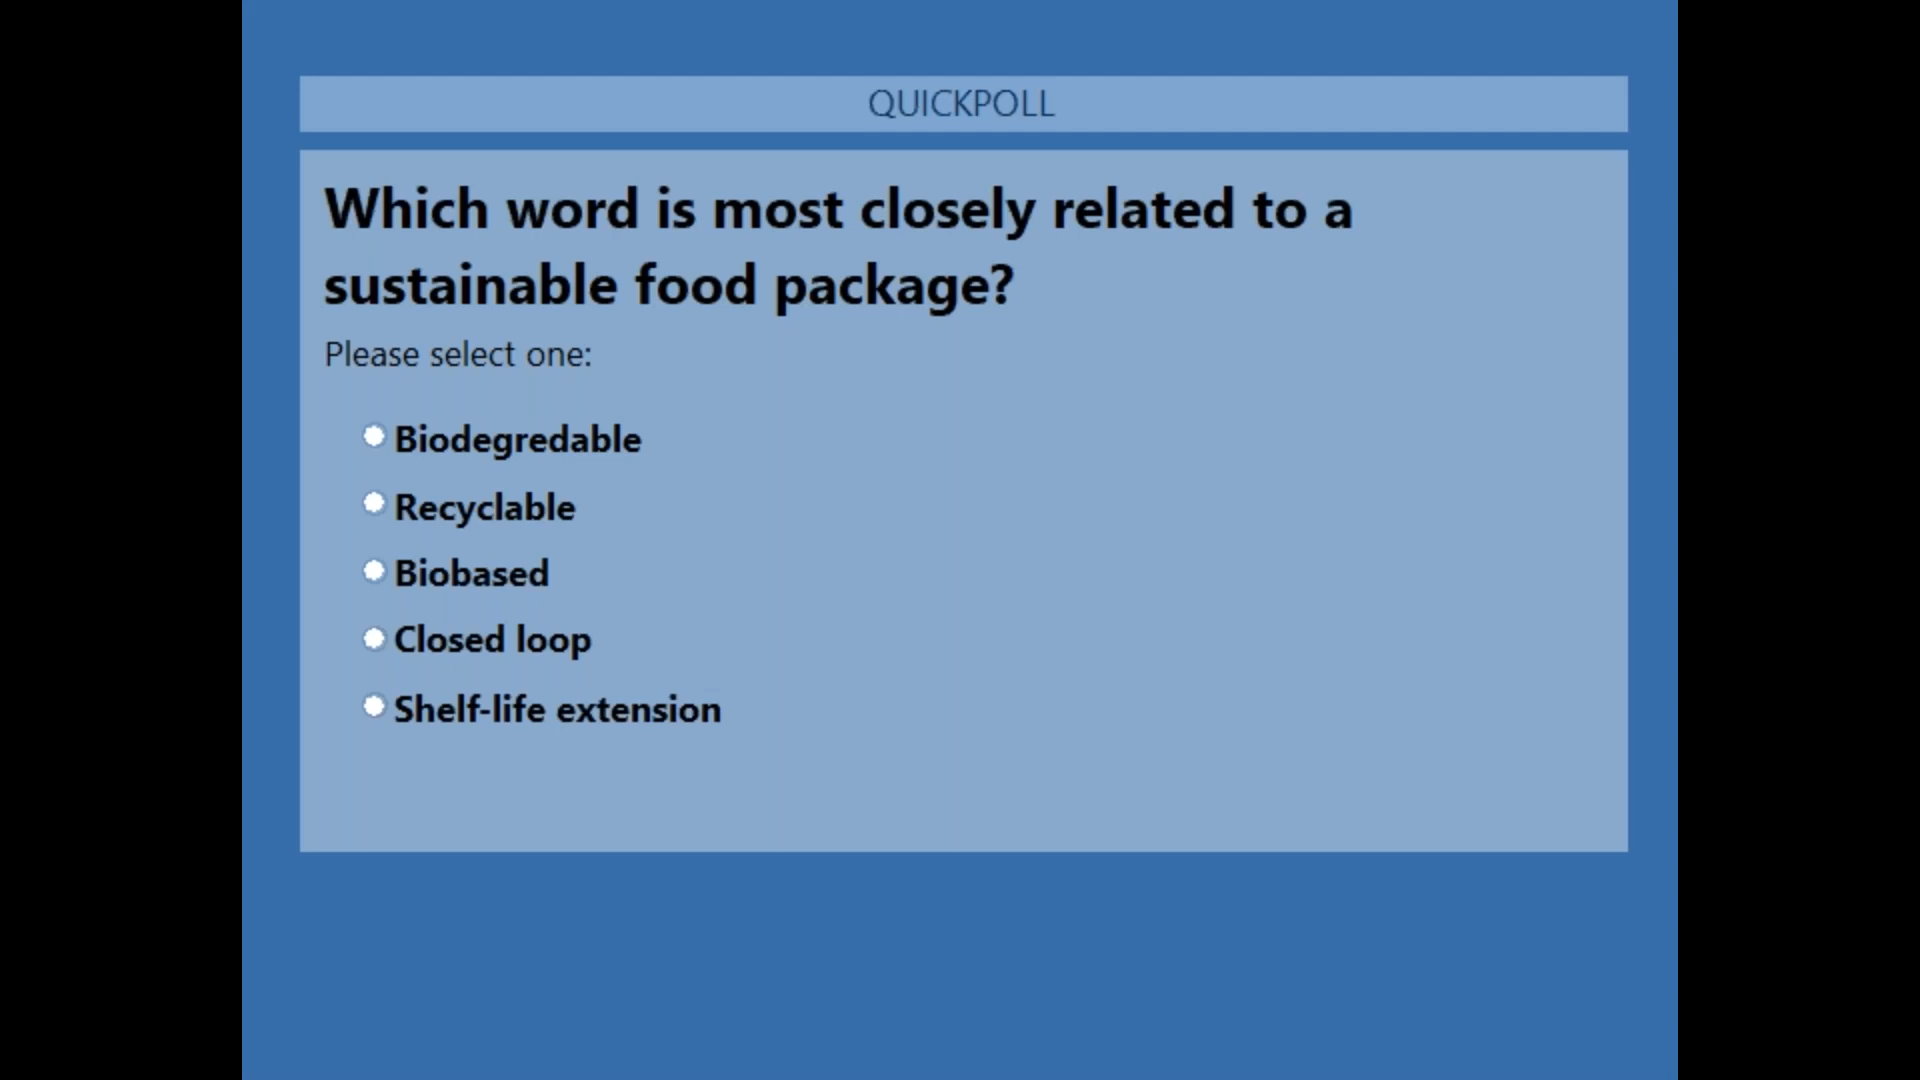 QUICKPOLL
Which word is most closely related to a
sustainable food package?
Please select one:
Biodegredable
Recyclable
Biobased
Closed loop
Shelf-life extension